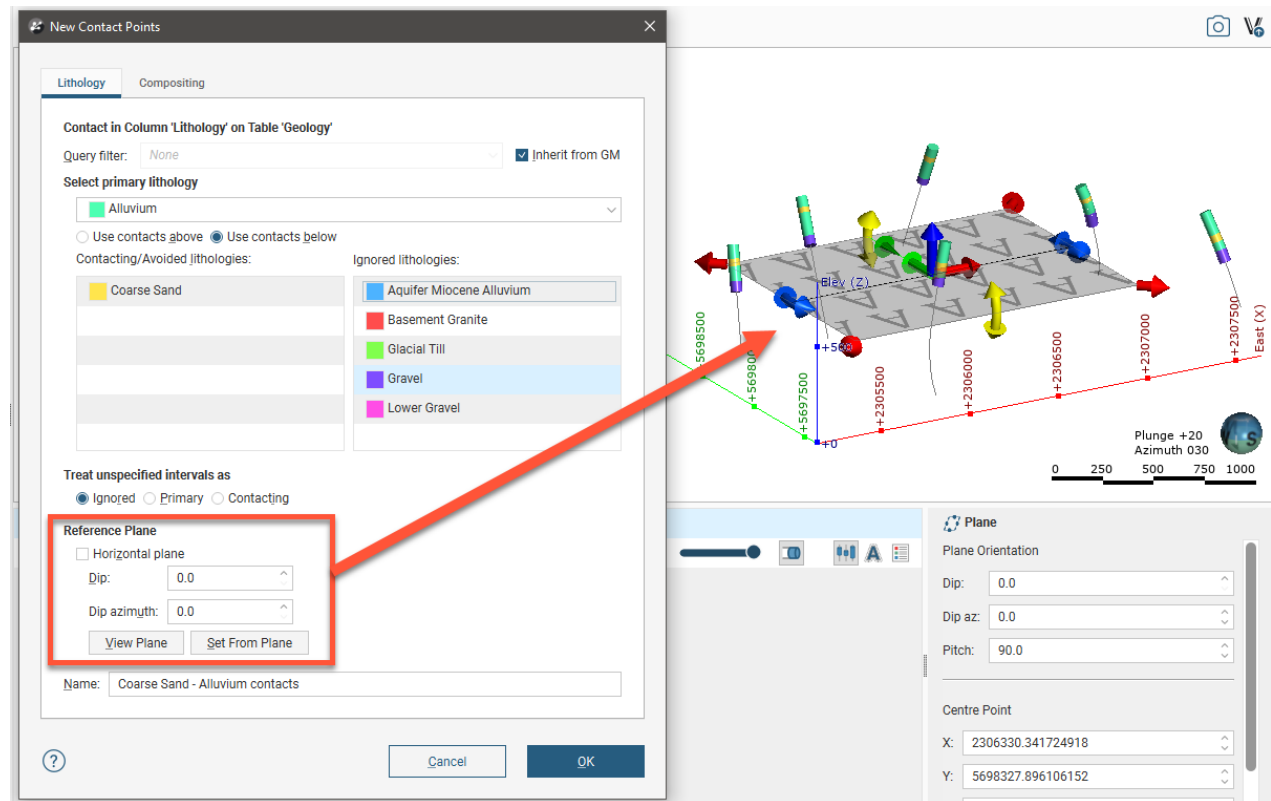 New Contact Points
Lithology
Compositing
Contact in Column 'Lithology' on Table 'Geology'
Query filter: None
Inherit from GM
Select primary lithology
Alluvium
Use contacts above
Use contacts below
Contacting/Avoided lithologies:
Ignored lithologies:
Coarse Sand
Aquifer Miocene Alluvium
Basement Granite
Glacial Till
Gravel
Lower Gravel
Treat unspecified intervals as
Ignored
Primary
Contacting
Reference Plane
Horizontal plane
Dip: 0.0
Dip azimuth: 0.0
View Plane
Set From Plane
Name: Coarse Sand - Alluvium contacts
?
Cancel
OK
Elev (Z)
+0
+5697500
5698500
+2305500
+2306000
+2306500
+2307000
+2307500
East (X)
Plunge +20
Azimuth 030
0 250 500 750 1000
A
Plane
Plane Orientation
Dip: 0.0
Dip az: 0.0
Pitch: 90.0
Centre Point
X: 2306330.341724918
Y: 5698327.896106152